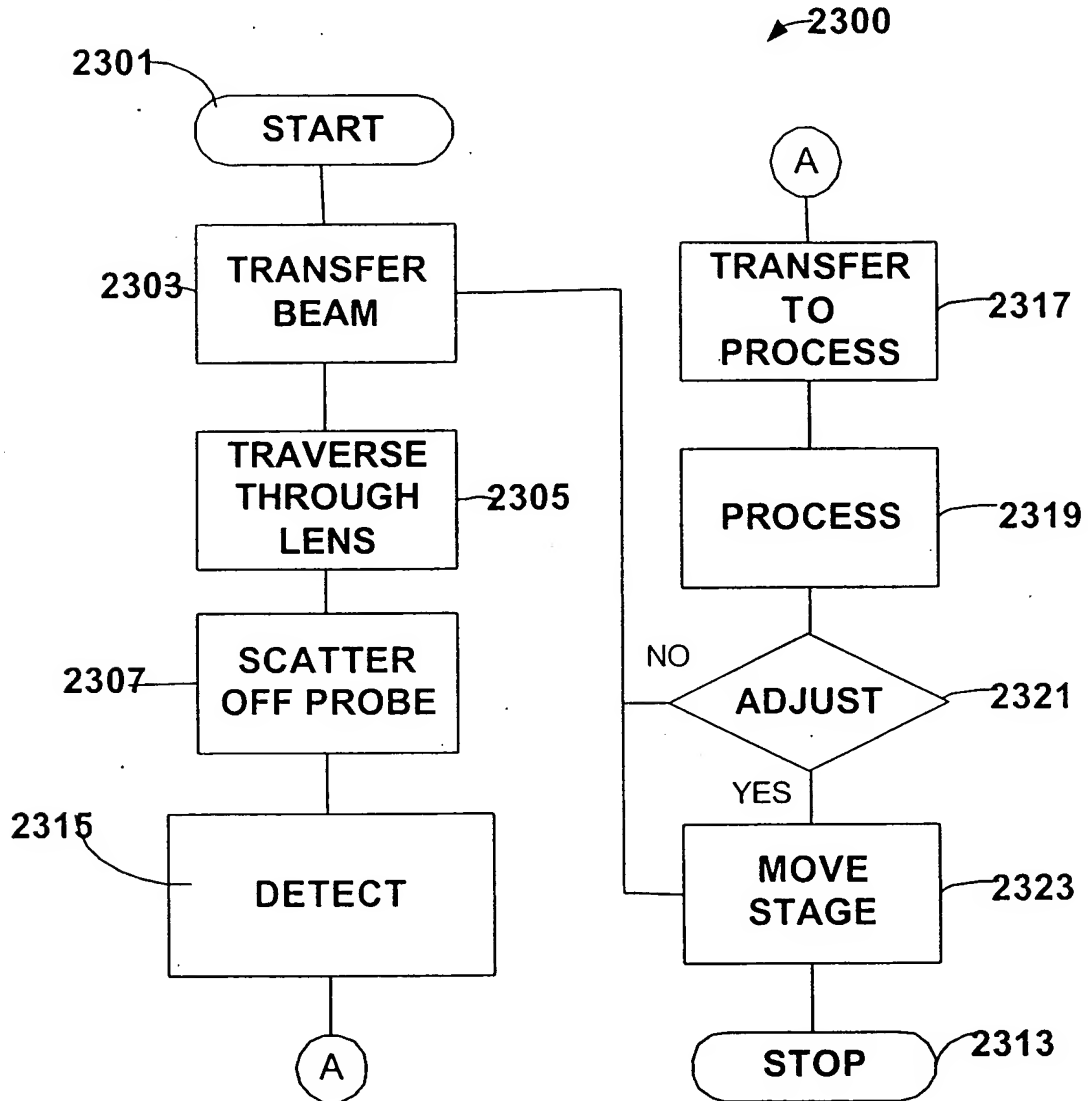 2300
2301
START
2303
TRANSFER
BEAM
TRAVERSE
THROUGH
LENS
2305
2307
SCATTER
OFF PROBE
2315
DETECT
A
A
TRANSFER
TO
PROCESS
2317
PROCESS
2319
NO
ADJUST
2321
YES
MOVE
STAGE
2323
STOP
2313